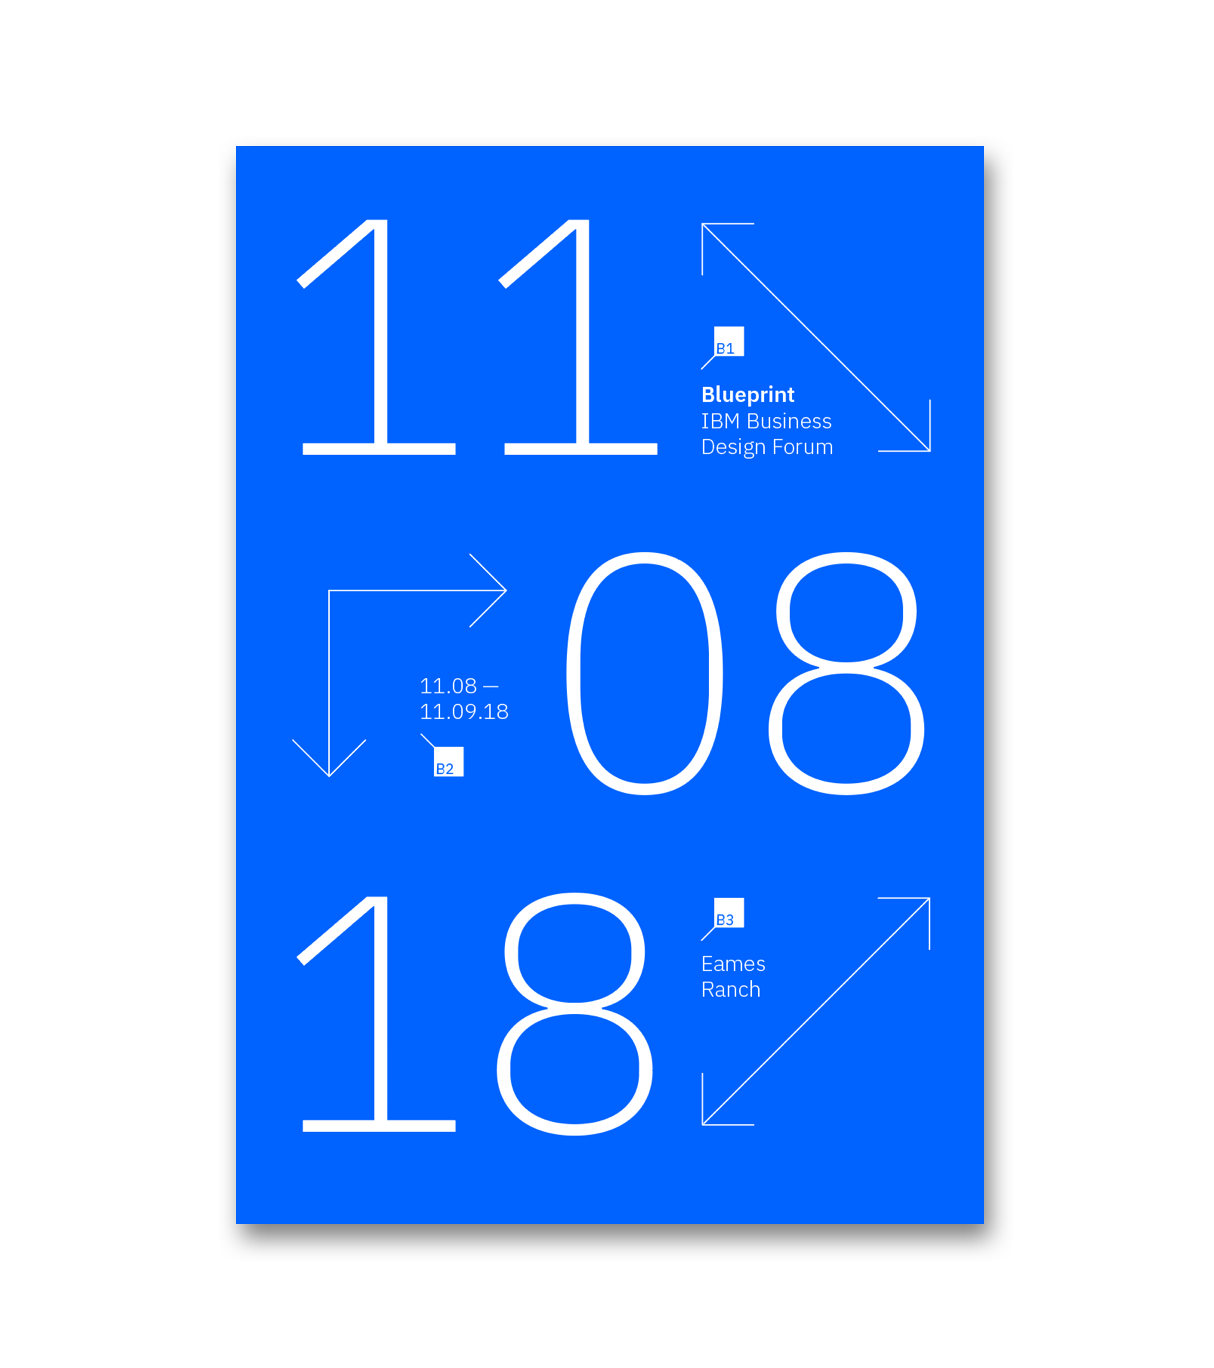 11
B1
Blueprint
IBM Business
Design Forum
11.08 —
11.09.18
B2
08
18
B3
Eames
Ranch